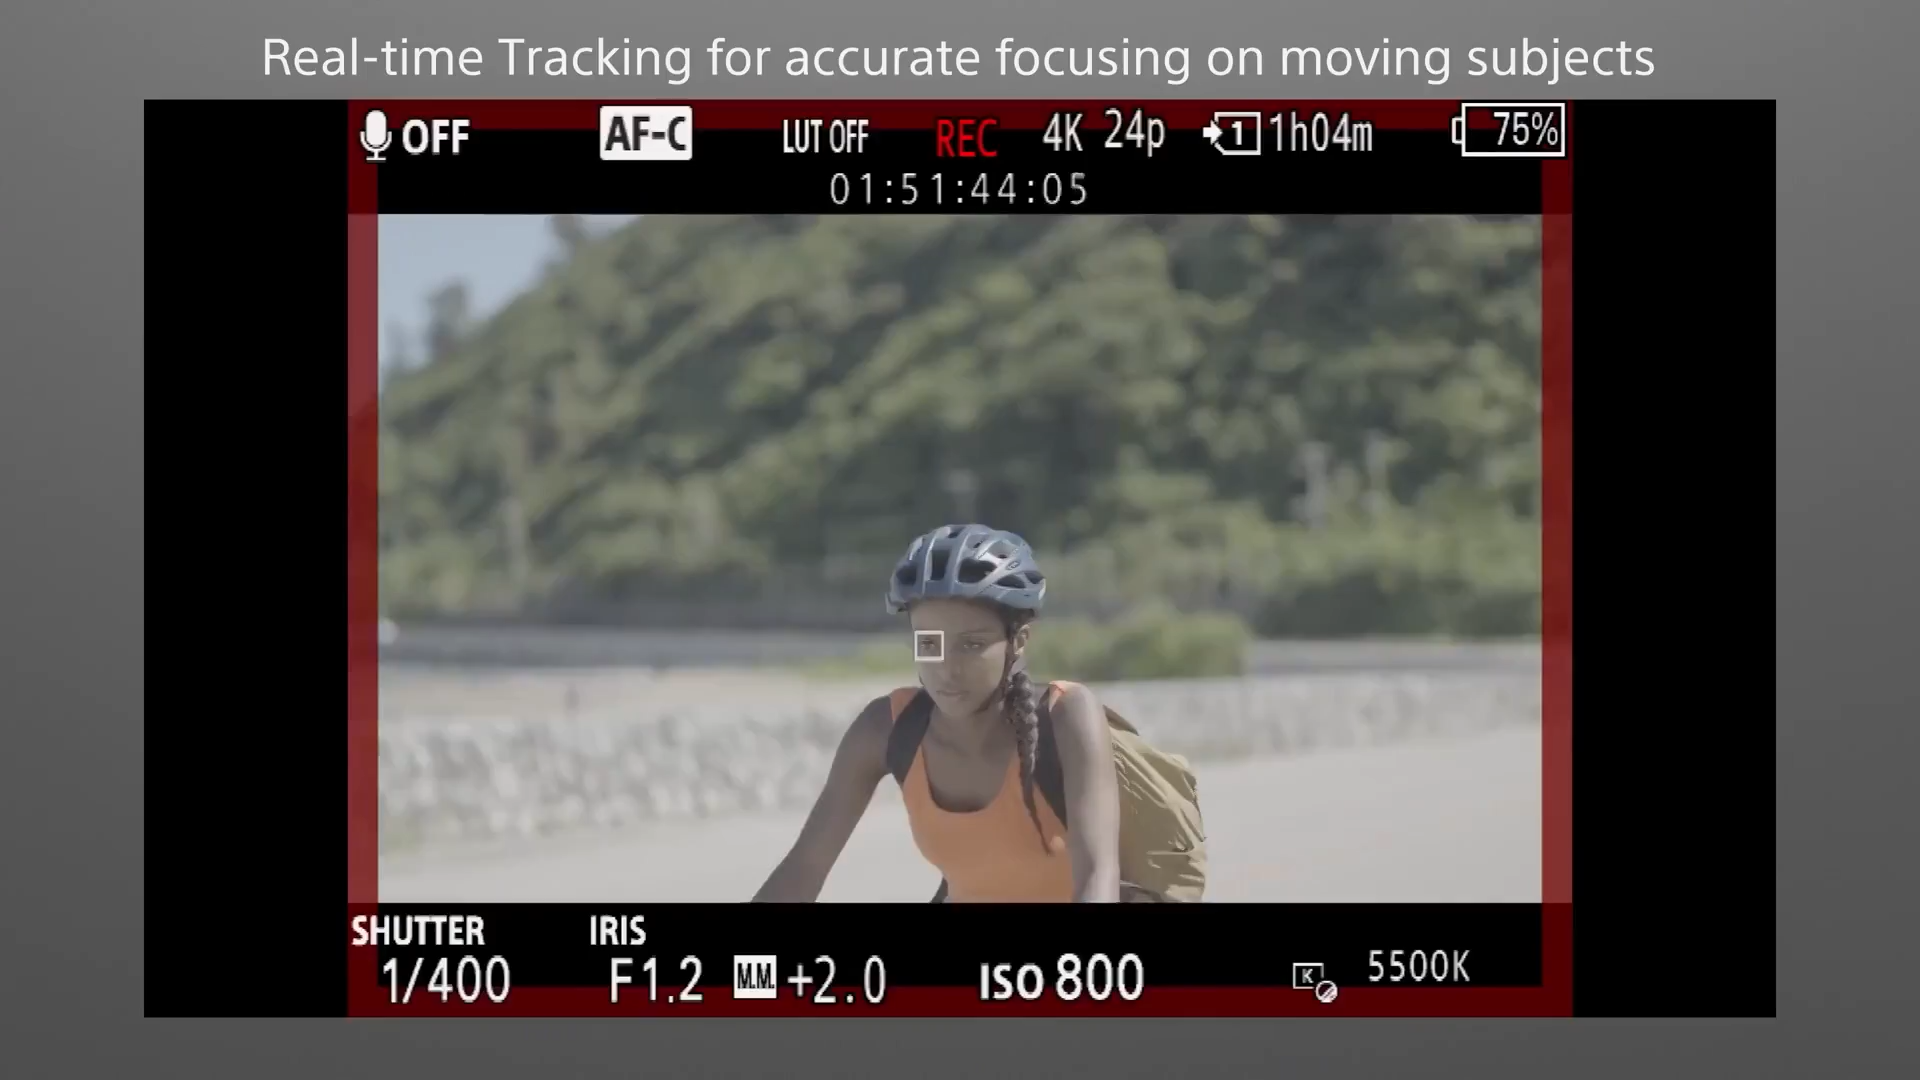 Real-time Tracking for accurate focusing on moving subjects
OFF AF-C LUT OFF REC 4K 24p 1 1h04m 75%
01:51:44:05
SHUTTER IRIS
1/400 F1.2 M.M. +2.0 ISO 800 K 5500K